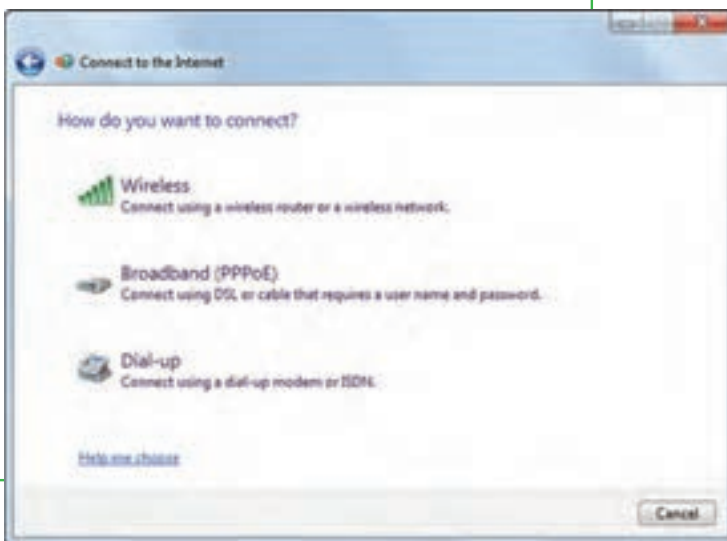 Connect to the Internet
How do you want to connect?
Wireless
Connect using a wireless router or a wireless network.
Broadband (PPPoE)
Connect using DSL or cable that requires a user name and password.
Dial-up
Connect using a dial-up modem or ISDN.
Help me choose
Cancel